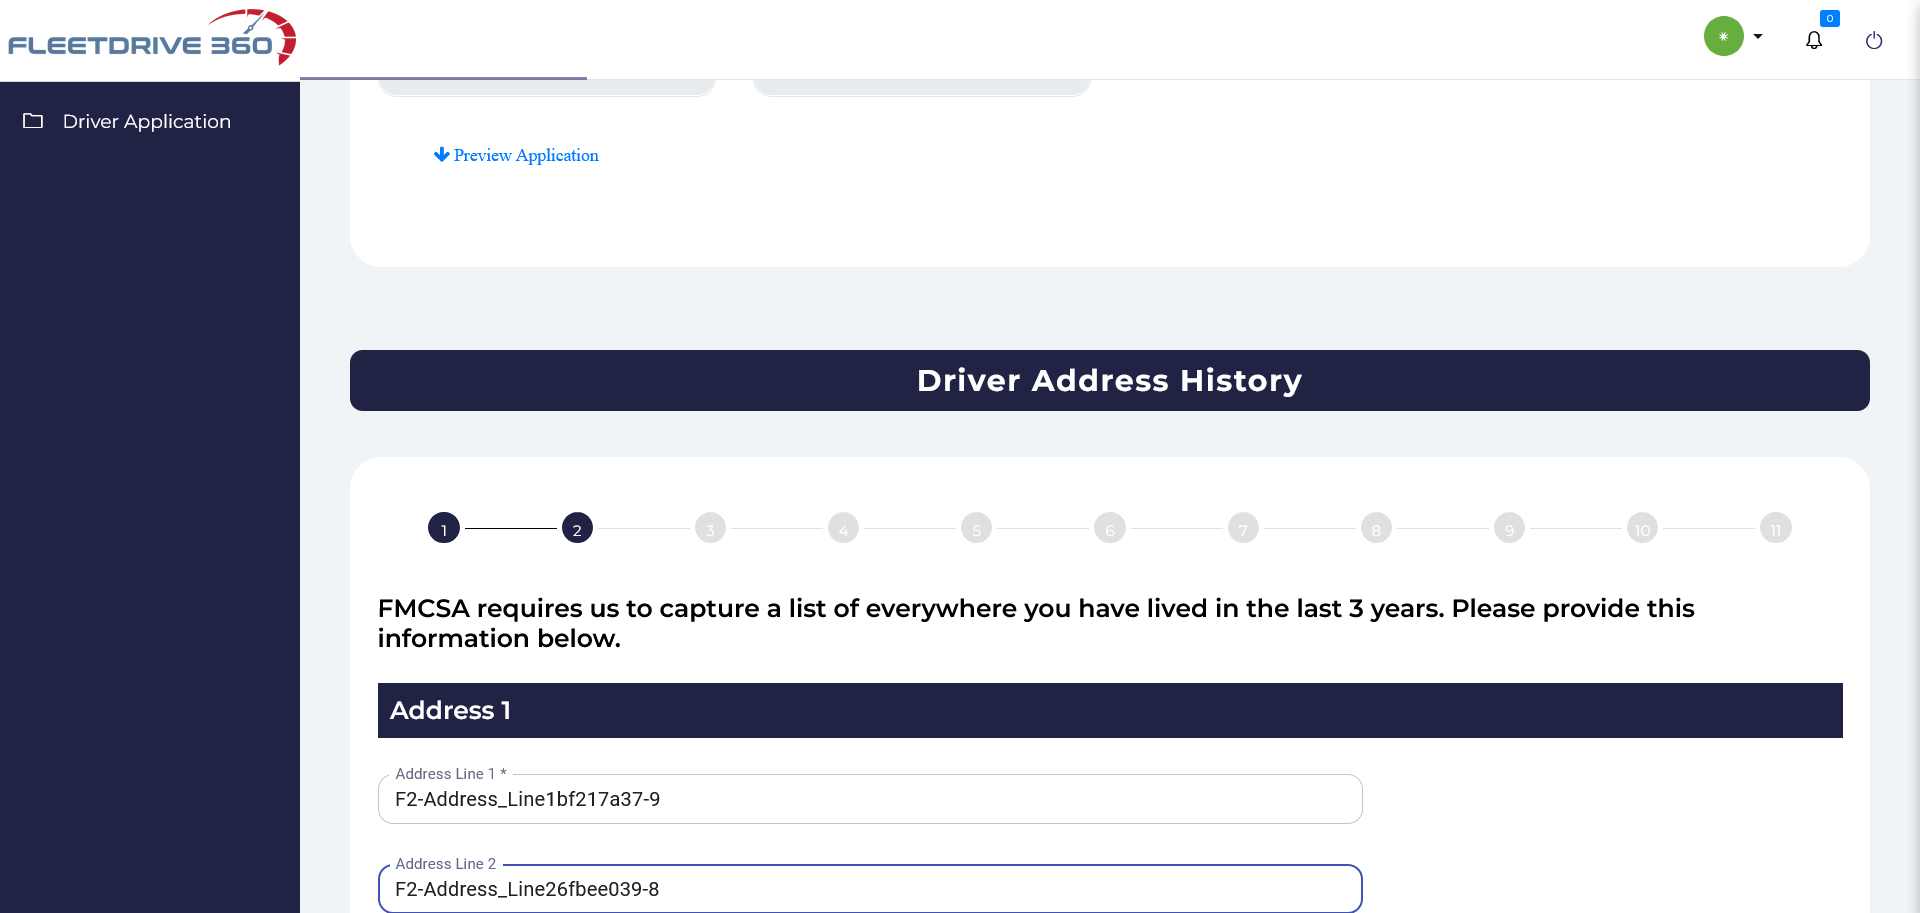 FLEETDRIVE 360
0
Driver Application
Preview Application
Driver Address History
1 2 3 4 5 6 7 8 9 10 11
FMCSA requires us to capture a list of everywhere you have lived in the last 3 years. Please provide this
information below.
Address 1
Address Line 1 *
F2-Address_Line1bf217a37-9
Address Line 2
F2-Address_Line26fbee039-8